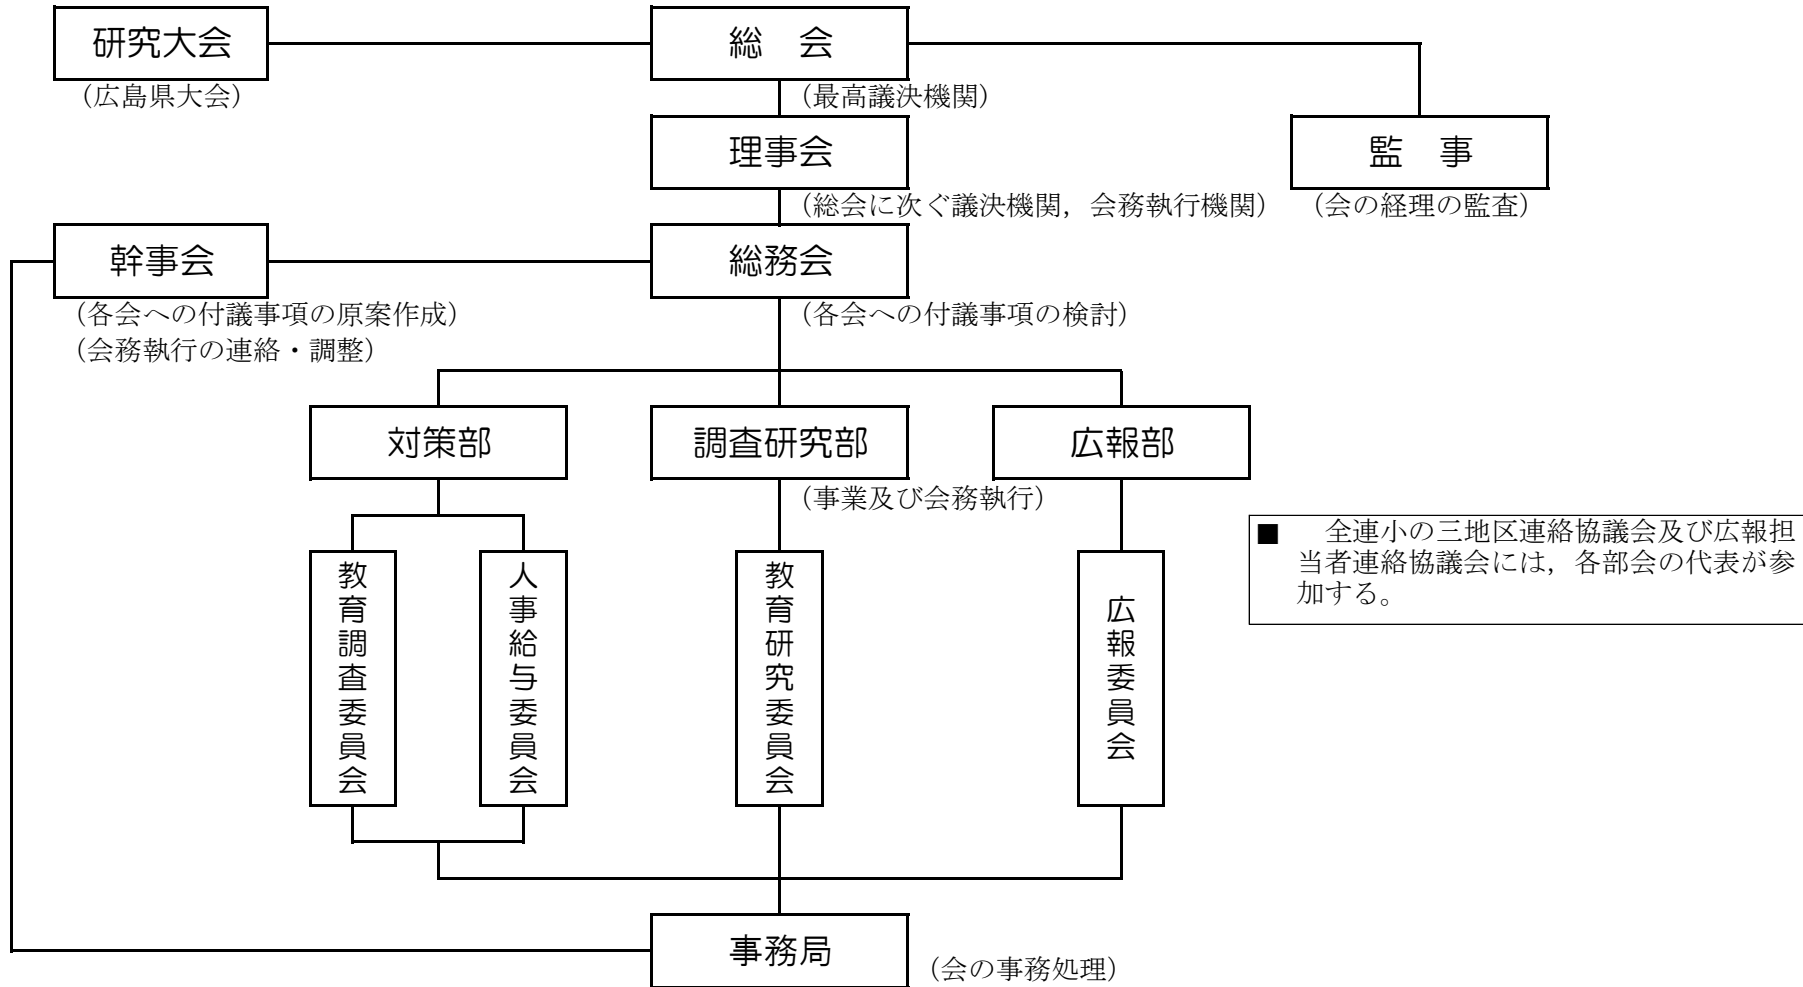 研究大会
総　会
（広島県大会）
（最高議決機関）
理事会
監　事
（総会に次ぐ議決機関，会務執行機関）
（会の経理の監査）
幹事会
総務会
（各会への付議事項の原案作成）
（会務執行の連絡・調整）
（各会への付議事項の検討）
対策部
調査研究部
広報部
（事業及び会務執行）
■　全連小の三地区連絡協議会及び広報担
当者連絡協議会には，各部会の代表が参
加する。
教育調査委員会
人事給与委員会
教育研究委員会
広報委員会
事務局
（会の事務処理）